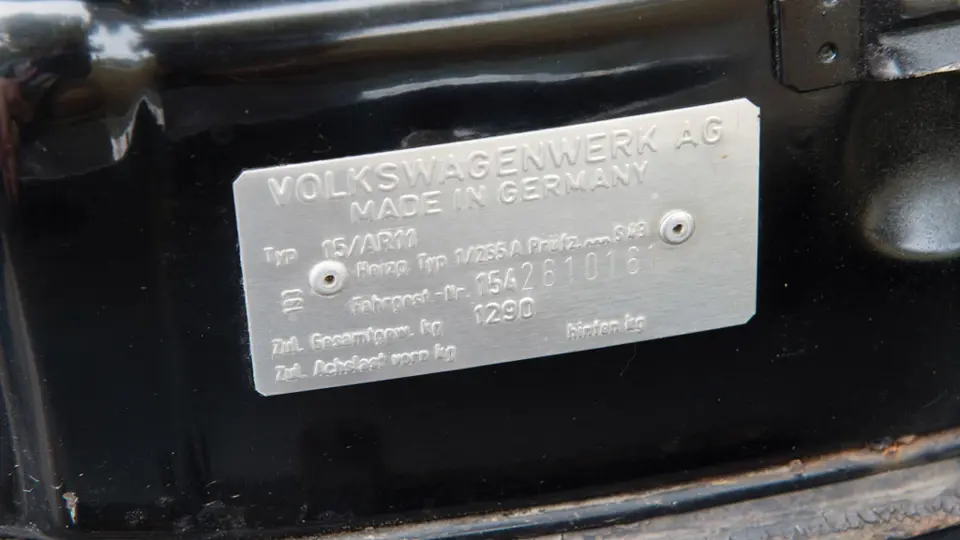 VOLKSWAGENWERK AG
MADE IN GERMANY
Typ 15/AR11
Heizg. Typ 1/255 A Prüfz. S 49
Fahrgest.-Nr. 154261016
Zul. Gesamtgew. kg 1290
Zul. Achslast vorn kg hinten kg